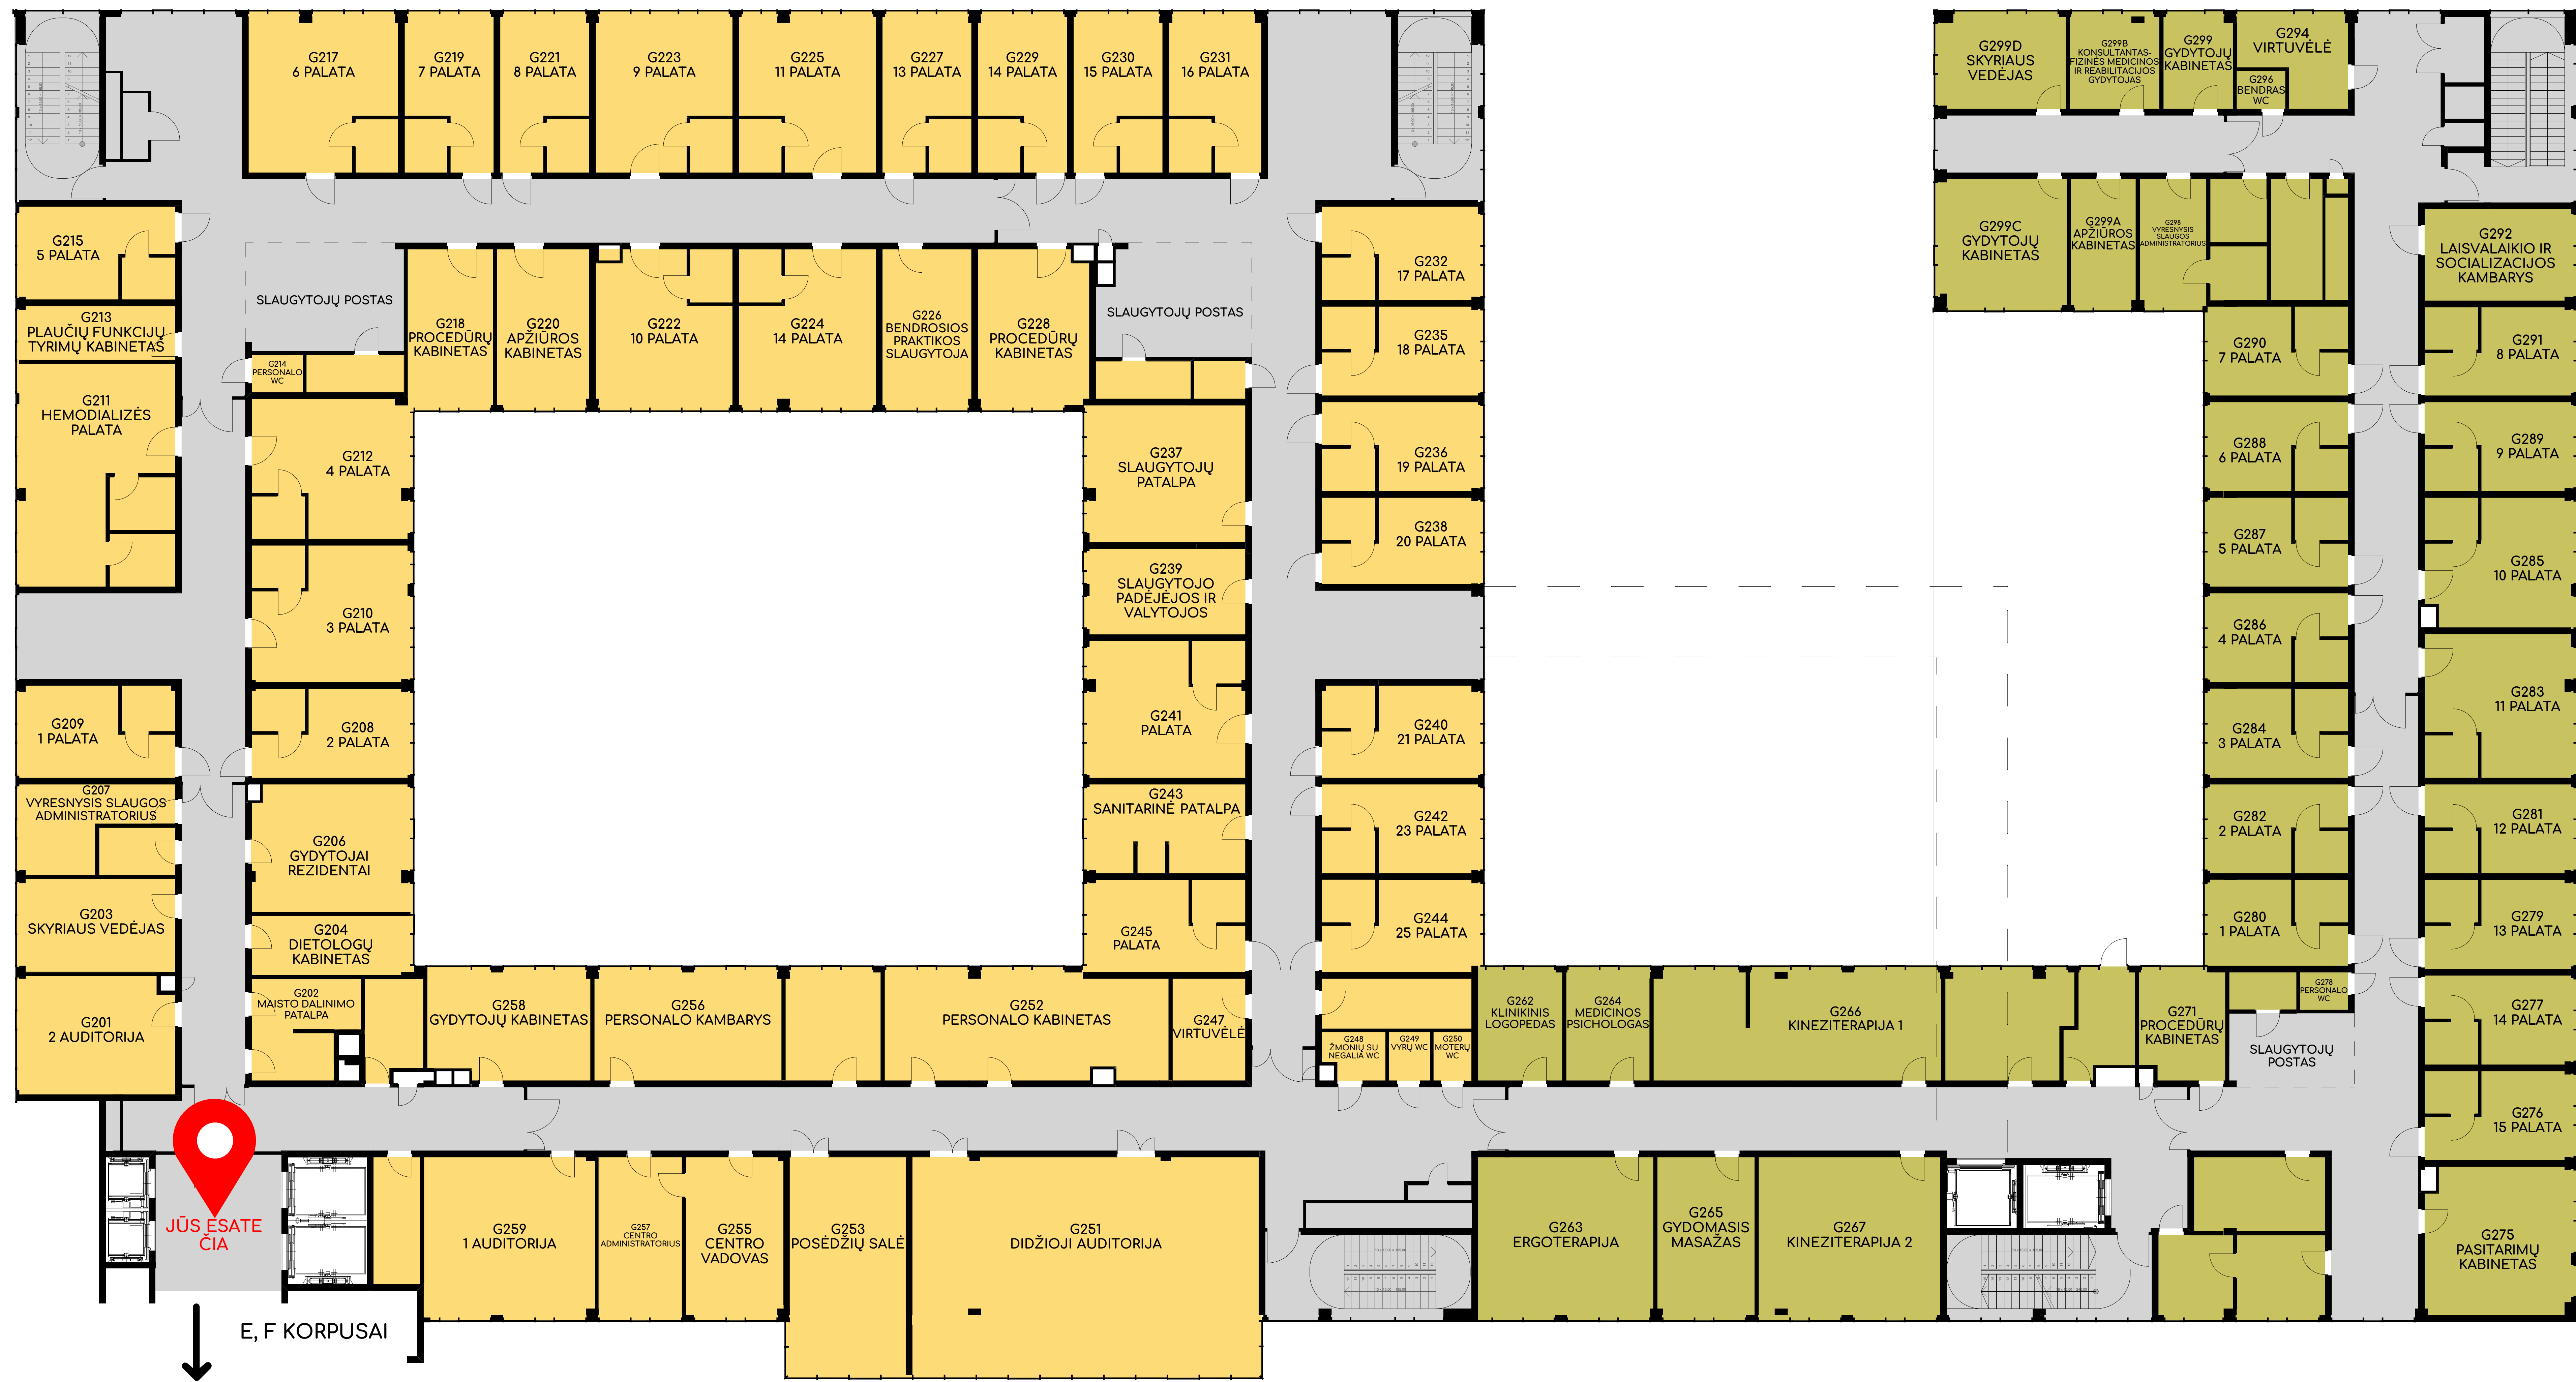 G217
6 PALATA
G219
7 PALATA
G221
8 PALATA
G223
9 PALATA
G225
11 PALATA
G227
13 PALATA
G229
14 PALATA
G230
15 PALATA
G231
16 PALATA
G299D
SKYRIAUS
VEDĖJAS
G299B
KONSULTANTAS-
FIZINĖS MEDICINOS
IR REABILITACIJOS
GYDYTOJAS
G299
GYDYTOJŲ
KABINETAS
G294
VIRTUVĖLĖ
G296
BENDRAS
WC
G215
5 PALATA
G213
PLAUČIŲ FUNKCIJŲ
TYRIMŲ KABINETAS
G211
HEMODIALIZĖS
PALATA
SLAUGYTOJŲ POSTAS
G214
PERSONALO
WC
G218
PROCEDŪRŲ
KABINETAS
G220
APŽIŪROS
KABINETAS
G222
10 PALATA
G224
14 PALATA
G226
BENDROSIOS
PRAKTIKOS
SLAUGYTOJA
G228
PROCEDŪRŲ
KABINETAS
SLAUGYTOJŲ POSTAS
G232
17 PALATA
G235
18 PALATA
G236
19 PALATA
G238
20 PALATA
G299C
GYDYTOJŲ
KABINETAS
G299A
APŽIŪROS
KABINETAS
G298
VYRESNYSIS
SLAUGOS
ADMINISTRATORIUS
G292
LAISVALAIKIO IR
SOCIALIZACIJOS
KAMBARYS
G290
7 PALATA
G291
8 PALATA
G288
6 PALATA
G289
9 PALATA
G287
5 PALATA
G285
10 PALATA
G286
4 PALATA
G283
11 PALATA
G284
3 PALATA
G282
2 PALATA
G281
12 PALATA
G280
1 PALATA
G279
13 PALATA
G212
4 PALATA
G210
3 PALATA
G209
1 PALATA
G208
2 PALATA
G207
VYRESNYSIS SLAUGOS
ADMINISTRATORIUS
G206
GYDYTOJAI
REZIDENTAI
G203
SKYRIAUS VEDĖJAS
G204
DIETOLOGŲ
KABINETAS
G201
2 AUDITORIJA
G202
MAISTO DALINIMO
PATALPA
G237
SLAUGYTOJŲ
PATALPA
G239
SLAUGYTOJO
PADĖJĖJOS IR
VALYTOJOS
G241
PALATA
G243
SANITARINĖ PATALPA
G245
PALATA
G240
21 PALATA
G242
23 PALATA
G244
25 PALATA
G258
GYDYTOJŲ KABINETAS
G256
PERSONALO KAMBARYS
G252
PERSONALO KABINETAS
G247
VIRTUVĖLĖ
G248
ŽMONIŲ SU
NEGALIA WC
G249
VYRŲ WC
G250
MOTERŲ
WC
G262
KLINIKINIS
LOGOPEDAS
G264
MEDICINOS
PSICHOLOGAS
G266
KINEZITERAPIJA 1
G271
PROCEDŪRŲ
KABINETAS
G278
PERSONALO
WC
SLAUGYTOJŲ
POSTAS
G277
14 PALATA
G276
15 PALATA
G275
PASITARIMŲ
KABINETAS
JŪS ESATE
ČIA
E, F KORPUSAI
G259
1 AUDITORIJA
G257
CENTRO
ADMINISTRATORIUS
G255
CENTRO
VADOVAS
G253
POSĖDŽIŲ SALĖ
G251
DIDŽIOJI AUDITORIJA
G263
ERGOTERAPIJA
G265
GYDOMASIS
MASAŽAS
G267
KINEZITERAPIJA 2